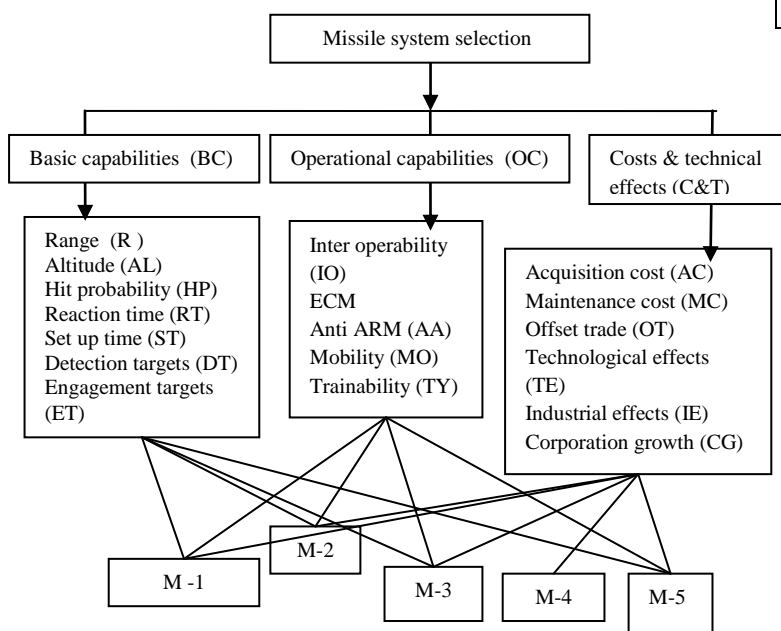 Missile system selection
Basic capabilities (BC)
Operational capabilities (OC)
Costs & technical
effects (C&T)
Range (R )
Altitude (AL)
Hit probability (HP)
Reaction time (RT)
Set up time (ST)
Detection targets (DT)
Engagement targets
(ET)
Inter operability
(IO)
ECM
Anti ARM (AA)
Mobility (MO)
Trainability (TY)
Acquisition cost (AC)
Maintenance cost (MC)
Offset trade (OT)
Technological effects
(TE)
Industrial effects (IE)
Corporation growth (CG)
M -1
M-2
M-3
M-4
M-5